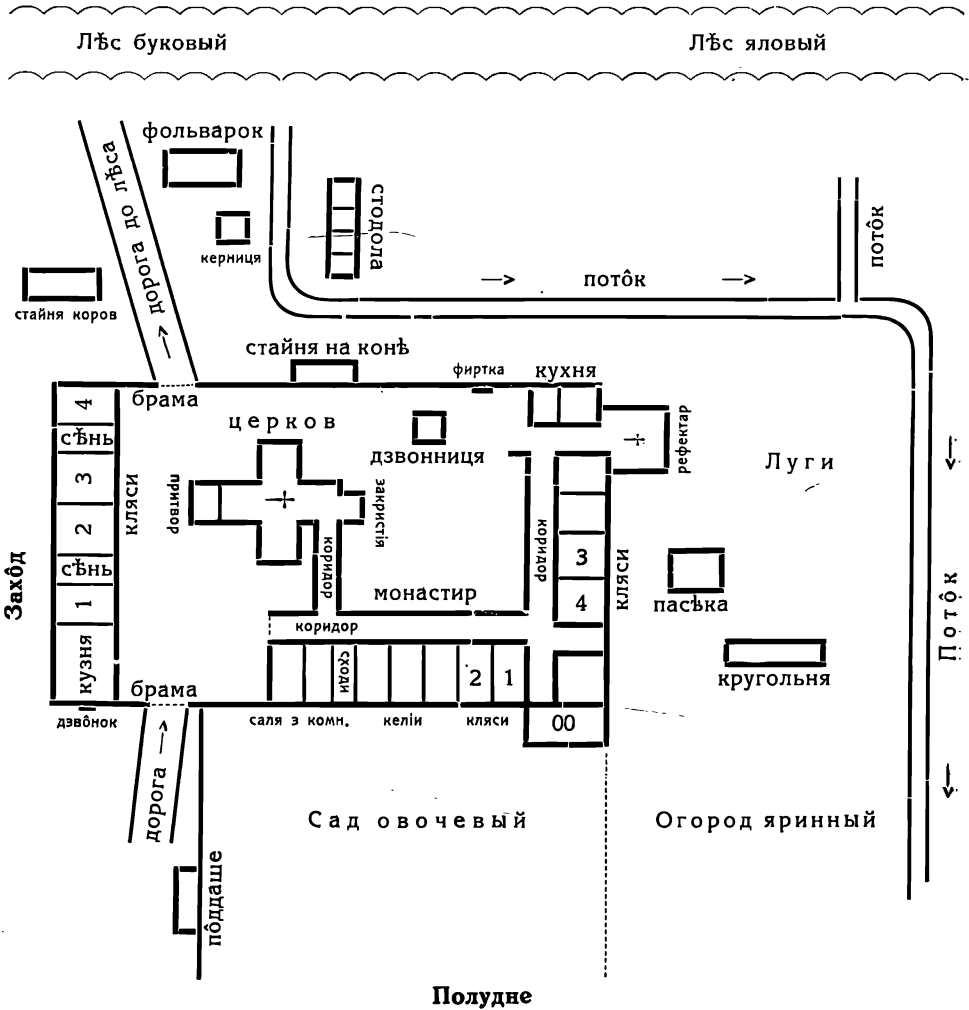 Лѣс буковый
Лѣс яловый
фольварок
дорога до лѣса
керниця
стодола
потôк
потôк
стайня коров
стайня на конѣ
фиртка
кухня
брама
церков
дзвонниця
рефектар
Луги
4
сѣнь
3
2
сѣнь
1
кузня
кляси
притвор
закристія
коридор
коридор
монастир
коридор
3
4
кляси
пасѣка
кругольня
Потôк
Захôд
сходи
2
1
00
брама
дзвôнок
саля з комн.
келіи
кляси
дорога
Сад овочевый
Огород яринный
пôддаше
Полудне